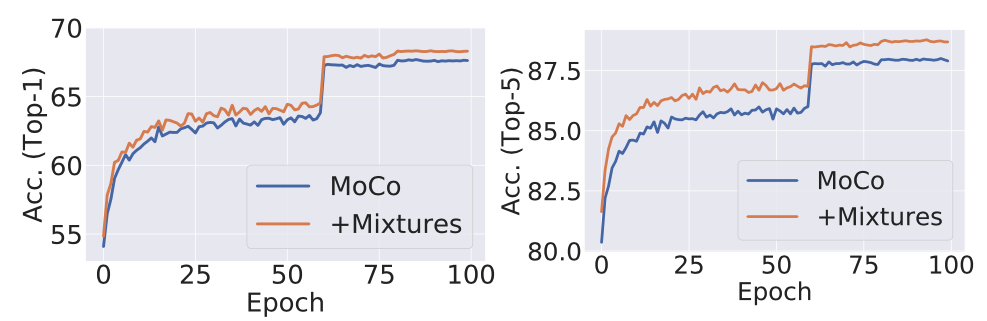 Acc. (Top-1)
70
65
60
55
MoCo
+Mixtures
0 25 50 75 100
Epoch
Acc. (Top-5)
87.5
85.0
82.5
80.0
MoCo
+Mixtures
0 25 50 75 100
Epoch